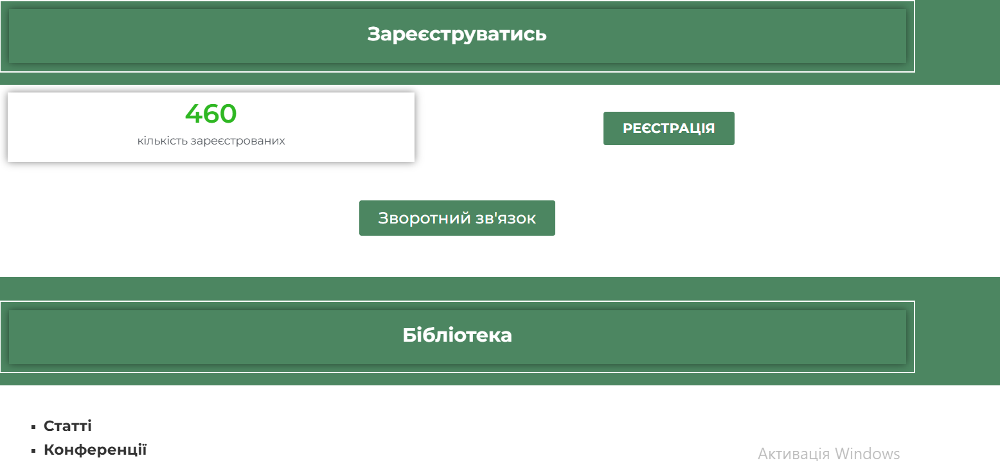 Зареєструватись
460
кількість зареєстрованих
РЕЄСТРАЦІЯ
Зворотний зв'язок
Бібліотека
Статті
Конференції
Активація Windows